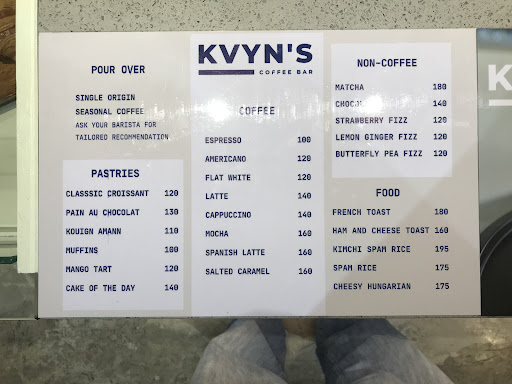 POUR OVER
SINGLE ORIGIN
SEASONAL COFFEE
ASK YOUR BARISTA FOR
TAILORED RECOMMENDATION
PASTRIES
CLASSSIC CROISSANT 120
PAIN AU CHOCOLAT 130
KOUIGN AMANN 110
MUFFINS 100
MANGO TART 120
CAKE OF THE DAY 140
KVYN'S
COFFEE BAR
COFFEE
ESPRESSO 100
AMERICANO 120
FLAT WHITE 120
LATTE 140
CAPPUCCINO 140
MOCHA 160
SPANISH LATTE 160
SALTED CARAMEL 160
NON-COFFEE
MATCHA 180
140
STRAWBERRY FIZZ 120
LEMON GINGER FIZZ 120
BUTTERFLY PEA FIZZ 120
FOOD
FRENCH TOAST 180
HAM AND CHEESE TOAST 160
KIMCHI SPAM RICE 195
SPAM RICE 175
CHEESY HUNGARIAN 175
K